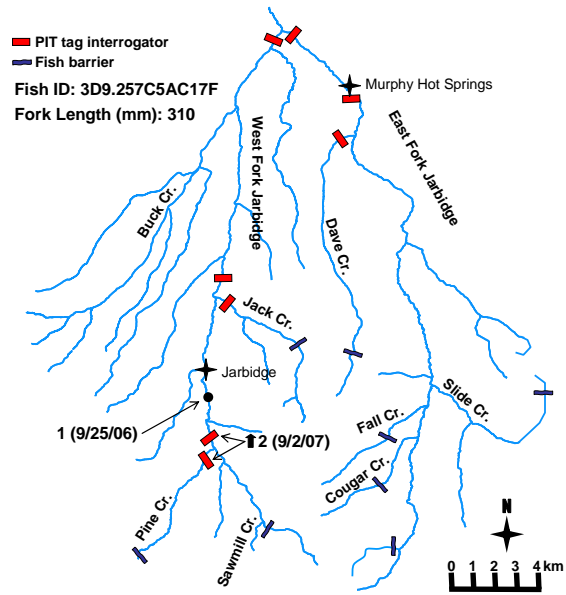 PIT tag interrogator
Fish barrier
Fish ID: 3D9.257C5AC17F
Fork Length (mm): 310
Murphy Hot Springs
West Fork Jarbidge
East Fork Jarbidge
Buck Cr.
Dave Cr.
Jack Cr.
Jarbidge
1 (9/25/06)
⬆2 (9/2/07)
Slide Cr.
Fall Cr.
Cougar Cr.
Pine Cr.
Sawmill Cr.
N
0 1 2 3 4 km